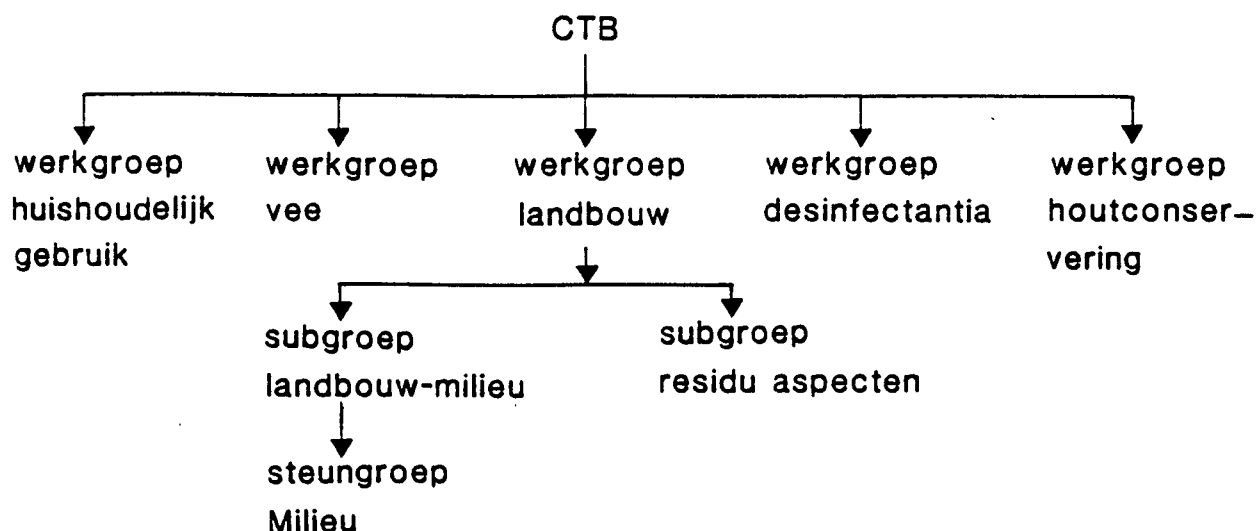 CTB
werkgroep
huishoudelijk
gebruik
werkgroep
vee
werkgroep
landbouw
werkgroep
desinfectantia
werkgroep
houtconser-
vering
subgroep
landbouw-milieu
subgroep
residu aspecten
steungroep
Milieu